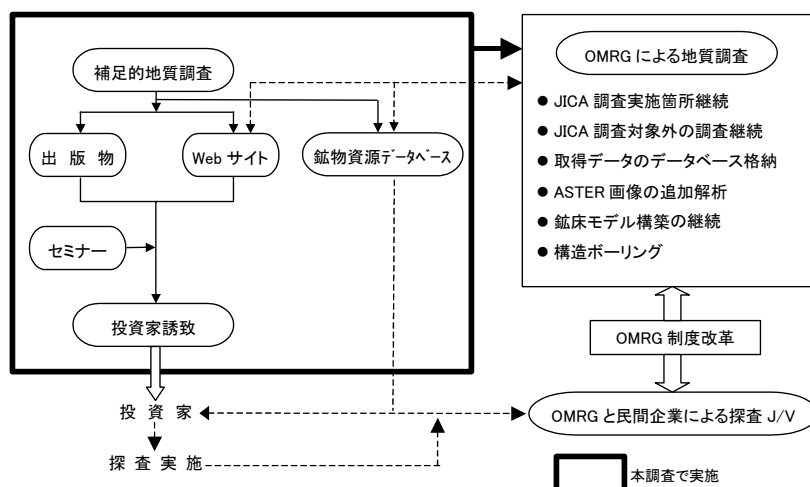 補足的地質調査
出版物
Webサイト
鉱物資源データベース
セミナー
投資家誘致
投資家
探査実施
OMRGによる地質調査
● JICA調査実施箇所継続
● JICA調査対象外の調査継続
● 取得データのデータベース格納
● ASTER画像の追加解析
● 鉱床モデル構築の継続
● 構造ボーリング
OMRG制度改革
OMRGと民間企業による探査J/V
本調査で実施